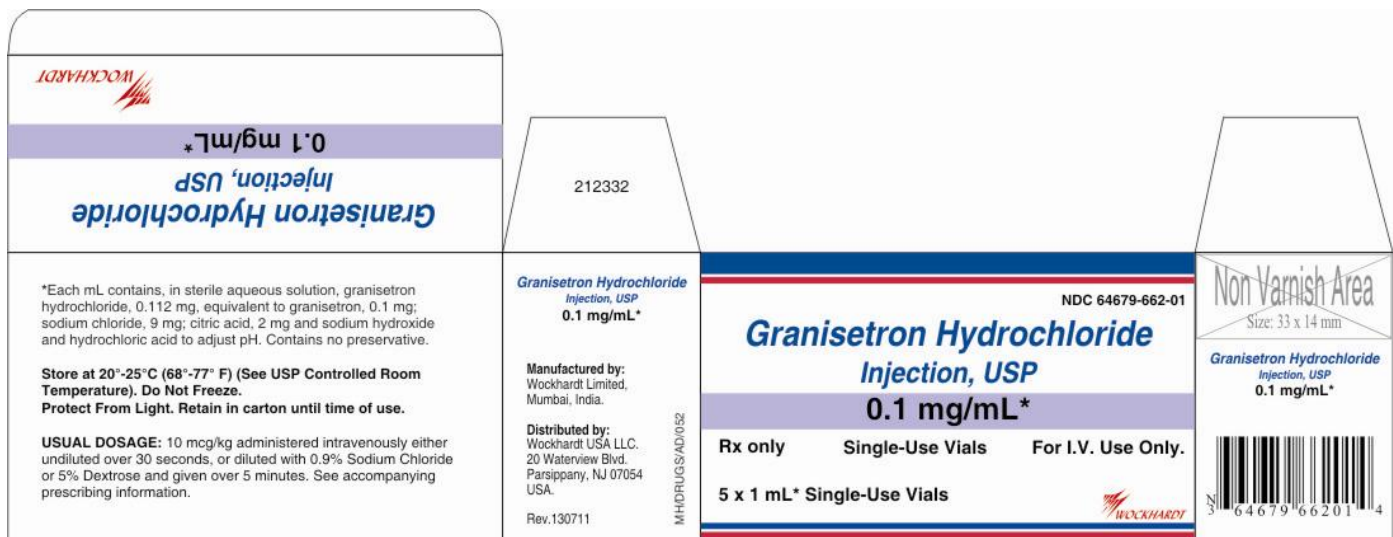 WOCKHARDT
0.1 mg/mL*
Injection, USP
Granisetron Hydrochloride
*Each mL contains, in sterile aqueous solution, granisetron
hydrochloride, 0.112 mg, equivalent to granisetron, 0.1 mg;
sodium chloride, 9 mg; citric acid, 2 mg and sodium hydroxide
and hydrochloric acid to adjust pH. Contains no preservative.
Store at 20°-25°C (68°-77° F) (See USP Controlled Room
Temperature). Do Not Freeze.
Protect From Light. Retain in carton until time of use.
USUAL DOSAGE: 10 mcg/kg administered intravenously either
undiluted over 30 seconds, or diluted with 0.9% Sodium Chloride
or 5% Dextrose and given over 5 minutes. See accompanying
prescribing information.
212332
Granisetron Hydrochloride
Injection, USP
0.1 mg/mL*
Manufactured by:
Wockhardt Limited,
Mumbai, India.
Distributed by:
Wockhardt USA LLC.
20 Waterview Blvd.
Parsippany, NJ 07054
USA.
Rev.130711
MH/DRUGS/AD/052
NDC 64679-662-01
Granisetron Hydrochloride
Injection, USP
0.1 mg/mL*
Rx only Single-Use Vials For I.V. Use Only.
5 x 1 mL* Single-Use Vials
WOCKHARDT
Non Varnish Area
Size: 33 x 14 mm
Granisetron Hydrochloride
Injection, USP
0.1 mg/mL*
N
3 64679 66201 4